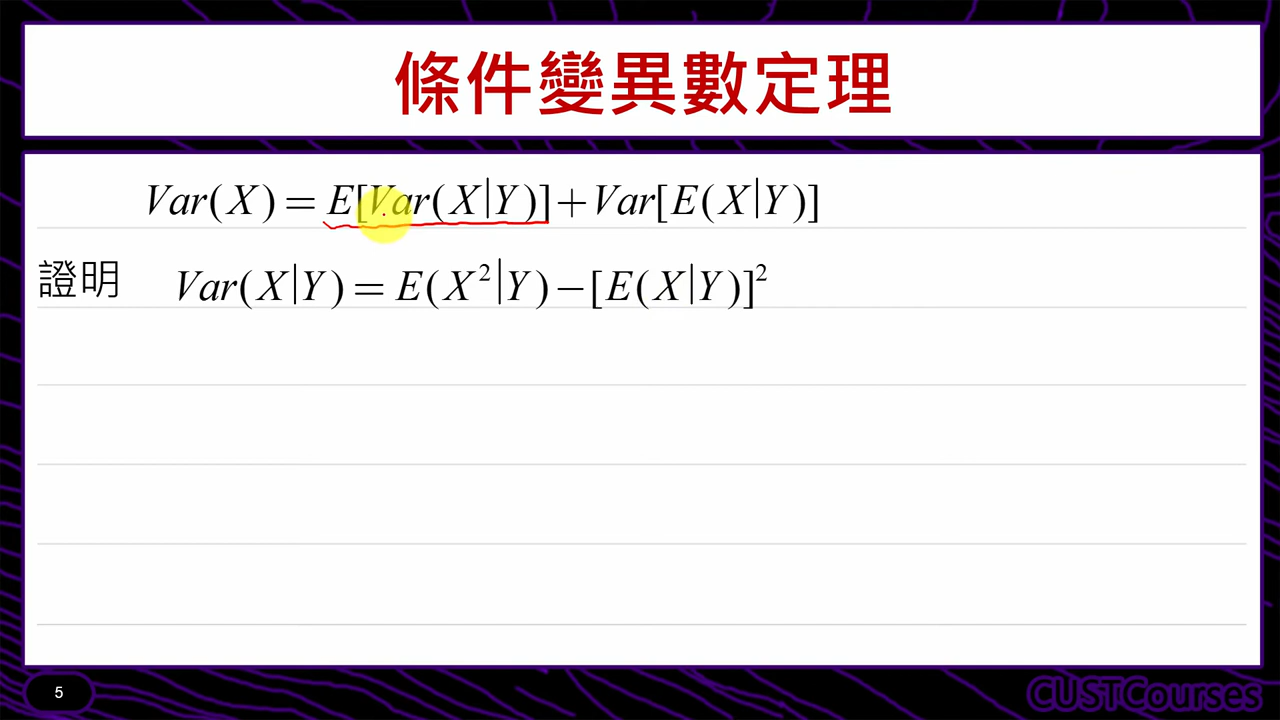 條件變異數定理
Var(X) = E[Var(X|Y)] + Var[E(X|Y)]
證明 Var(X|Y) = E(X²|Y) − [E(X|Y)]²
5
CUSTCourses